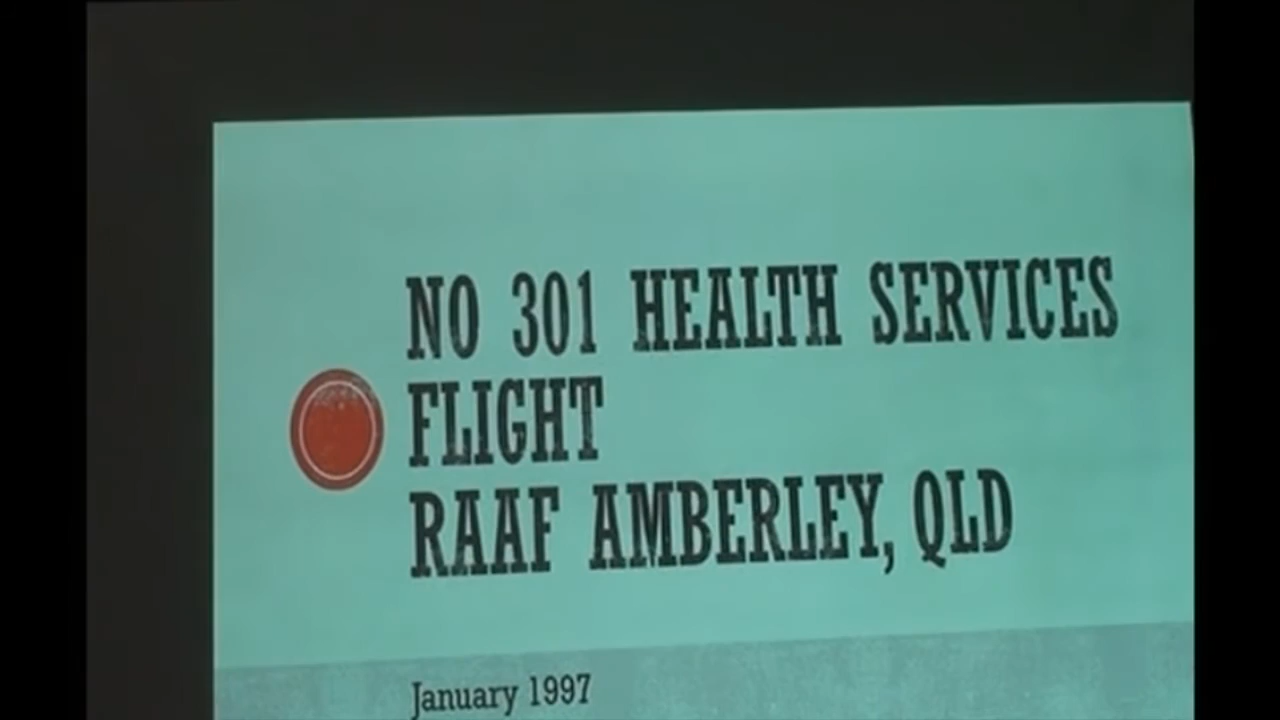 NO 301 HEALTH SERVICES
FLIGHT
RAAF AMBERLEY, QLD
January 1997